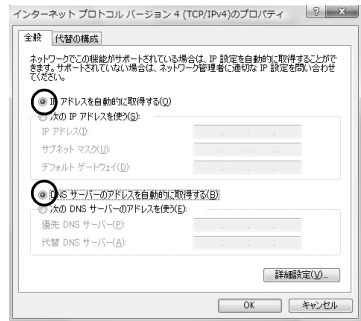 インターネット プロトコル バージョン 4 (TCP/IPv4)のプロパティ
全般 代替の構成
ネットワークでこの機能がサポートされている場合は、IP 設定を自動的に取得することがで
きます。サポートされていない場合は、ネットワーク管理者に適切な IP 設定を問い合わせ
てください。
IP アドレスを自動的に取得する(O)
次の IP アドレスを使う(S):
IP アドレス(I):
サブネット マスク(U):
デフォルト ゲートウェイ(D):
DNS サーバーのアドレスを自動的に取得する(B)
次の DNS サーバーのアドレスを使う(E):
優先 DNS サーバー(P):
代替 DNS サーバー(A):
詳細設定(V)...
OK キャンセル